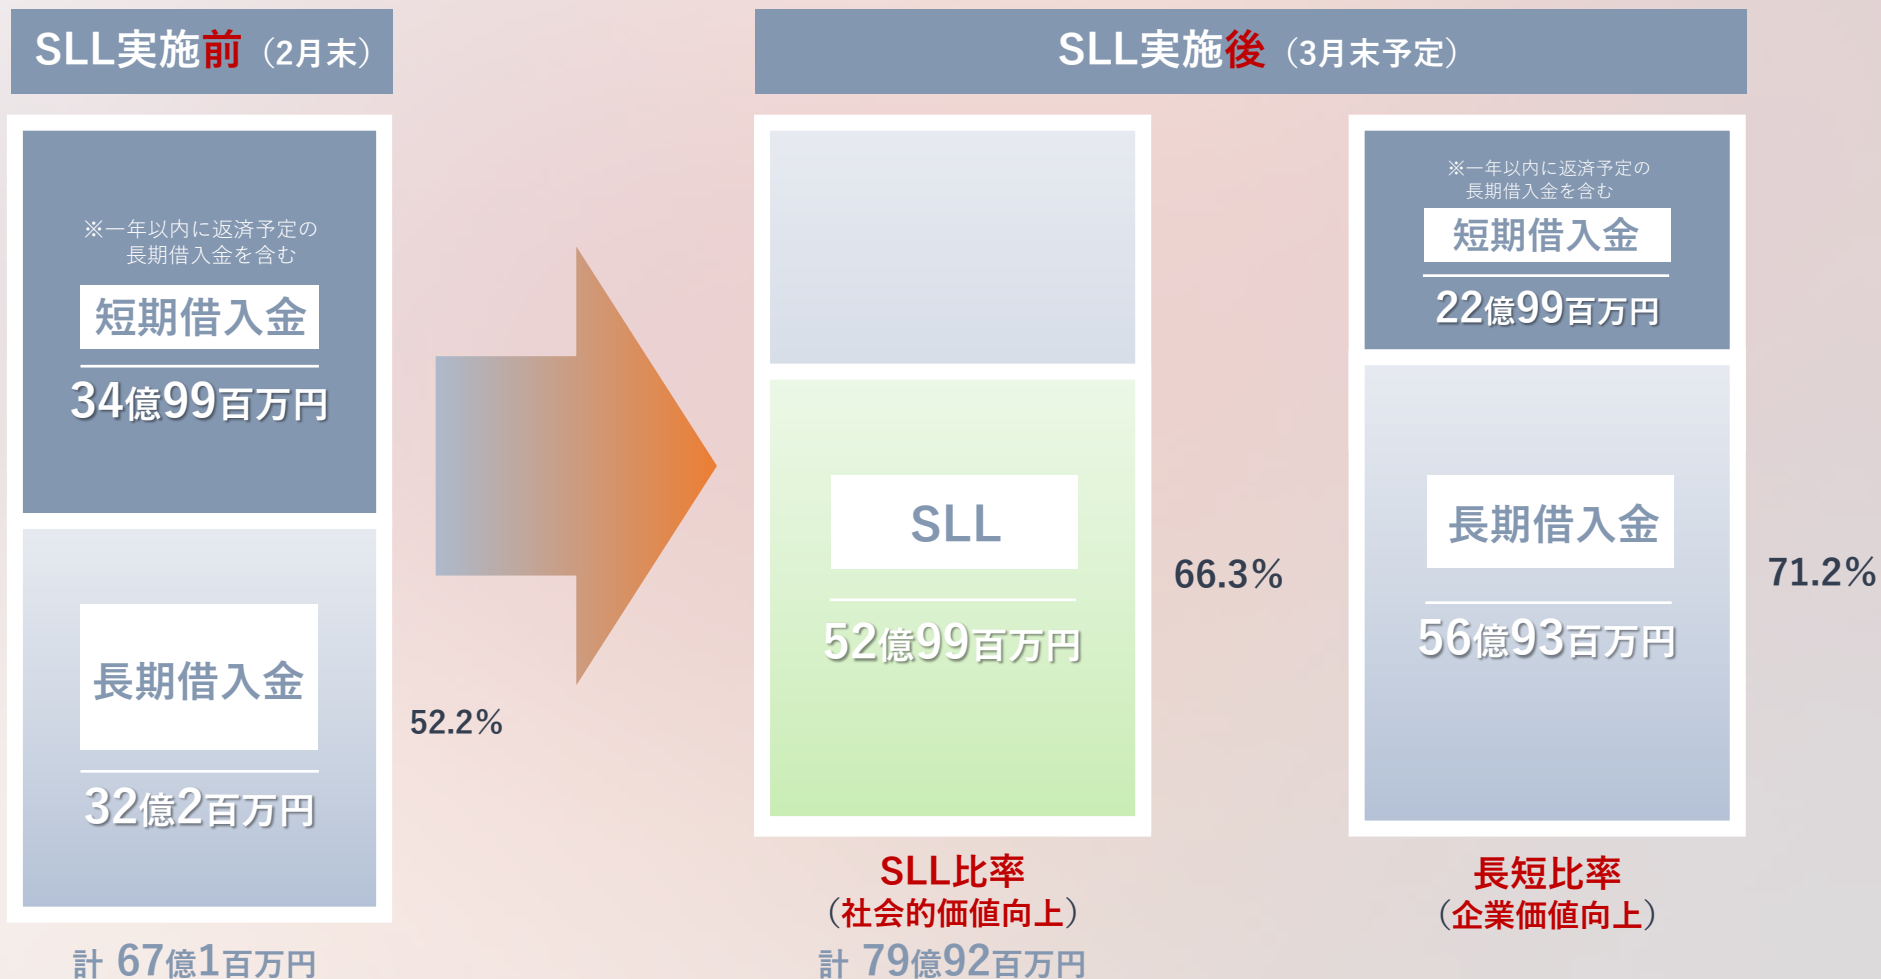 SLL実施前（2月末）
※一年以内に返済予定の
長期借入金を含む
短期借入金
34億99百万円
長期借入金
32億2百万円
52.2%
計 67億1百万円
SLL実施後（3月末予定）
SLL
52億99百万円
66.3%
SLL比率
（社会的価値向上）
計 79億92百万円
※一年以内に返済予定の
長期借入金を含む
短期借入金
22億99百万円
長期借入金
56億93百万円
71.2%
長短比率
（企業価値向上）